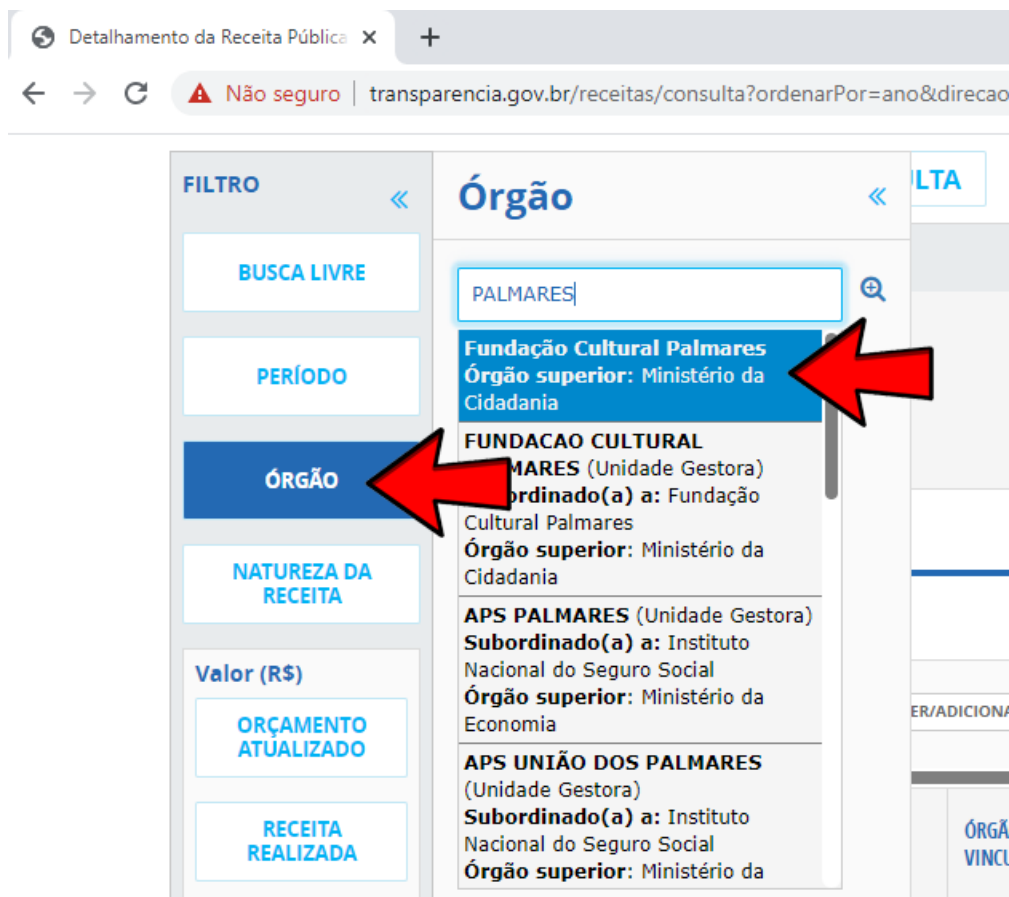 Detalhamento da Receita Pública
Não seguro | transparencia.gov.br/receitas/consulta?ordenarPor=ano&direcao
FILTRO
BUSCA LIVRE
PERÍODO
ÓRGÃO
NATUREZA DA
RECEITA
Valor (R$)
ORÇAMENTO
ATUALIZADO
RECEITA
REALIZADA
Órgão
PALMARES
Fundação Cultural Palmares
Órgão superior: Ministério da
Cidadania
FUNDACAO CULTURAL
MARES (Unidade Gestora)
ordinado(a) a: Fundação
Cultural Palmares
Órgão superior: Ministério da
Cidadania
APS PALMARES (Unidade Gestora)
Subordinado(a) a: Instituto
Nacional do Seguro Social
Órgão superior: Ministério da
Economia
APS UNIÃO DOS PALMARES
(Unidade Gestora)
Subordinado(a) a: Instituto
Nacional do Seguro Social
Órgão superior: Ministério da
LTA
ER/ADICIONA
ÓRGÃ
VINCU